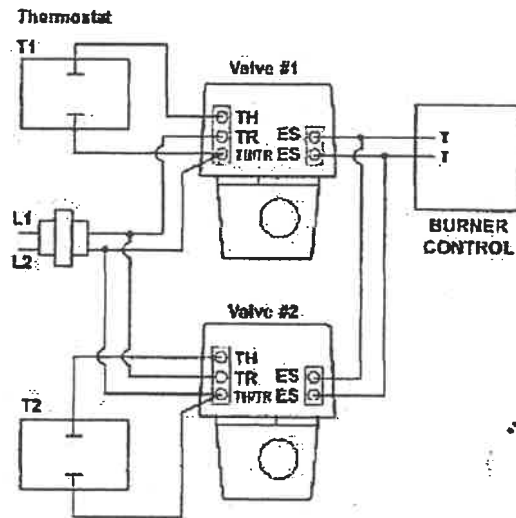 Thermostat
T1
Valve #1
TH
TR
TH/TR
ES
ES
T
T
BURNER
CONTROL
L1
L2
Valve #2
TH
TR
TH/TR
ES
ES
T2